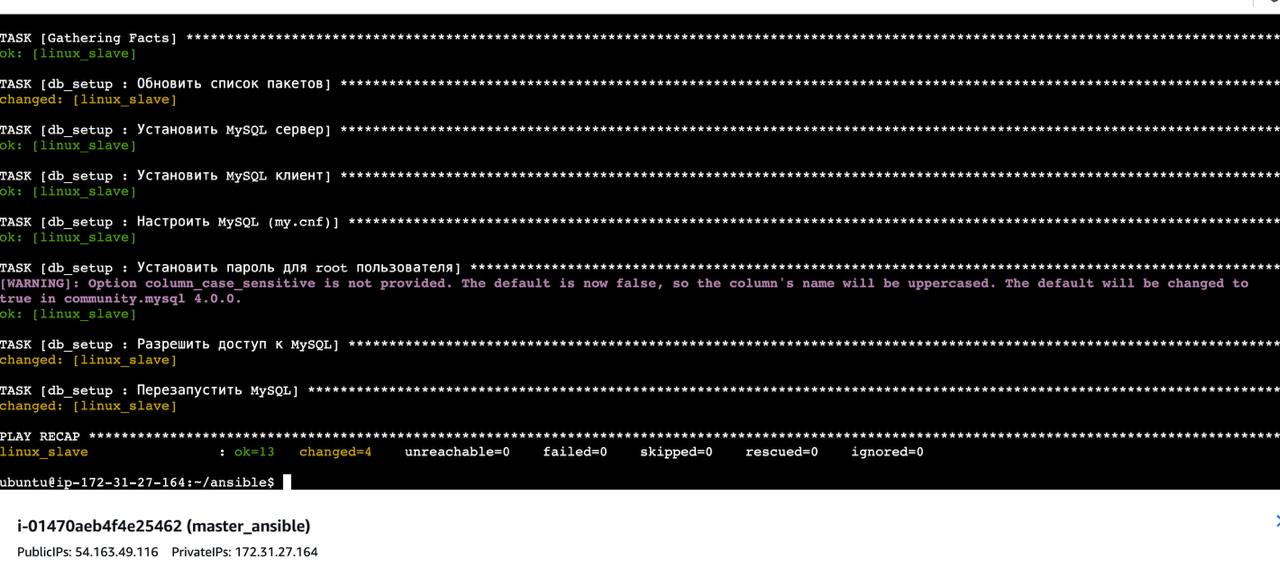 TASK [Gathering Facts] ****************************************************************************************************************************************
ok: [linux_slave]
TASK [db_setup : Обновить список пакетов] ********************************************************************************************************************
changed: [linux_slave]
TASK [db_setup : Установить MySQL сервер] ********************************************************************************************************************
ok: [linux_slave]
TASK [db_setup : Установить MySQL клиент] ********************************************************************************************************************
ok: [linux_slave]
TASK [db_setup : Настроить MySQL (my.cnf)] *******************************************************************************************************************
ok: [linux_slave]
TASK [db_setup : Установить пароль для root пользователя] ****************************************************************************************************
[WARNING]: Option column_case_sensitive is not provided. The default is now false, so the column's name will be uppercased. The default will be changed to
true in community.mysql 4.0.0.
ok: [linux_slave]
TASK [db_setup : Разрешить доступ к MySQL] *******************************************************************************************************************
changed: [linux_slave]
TASK [db_setup : Перезапустить MySQL] ************************************************************************************************************************
changed: [linux_slave]
PLAY RECAP ***************************************************************************************************************************************************
linux_slave : ok=13 changed=4 unreachable=0 failed=0 skipped=0 rescued=0 ignored=0
ubuntu@ip-172-31-27-164:~/ansible$
i-01470aeb4f4e25462 (master_ansible)
PublicIPs: 54.163.49.116 PrivateIPs: 172.31.27.164